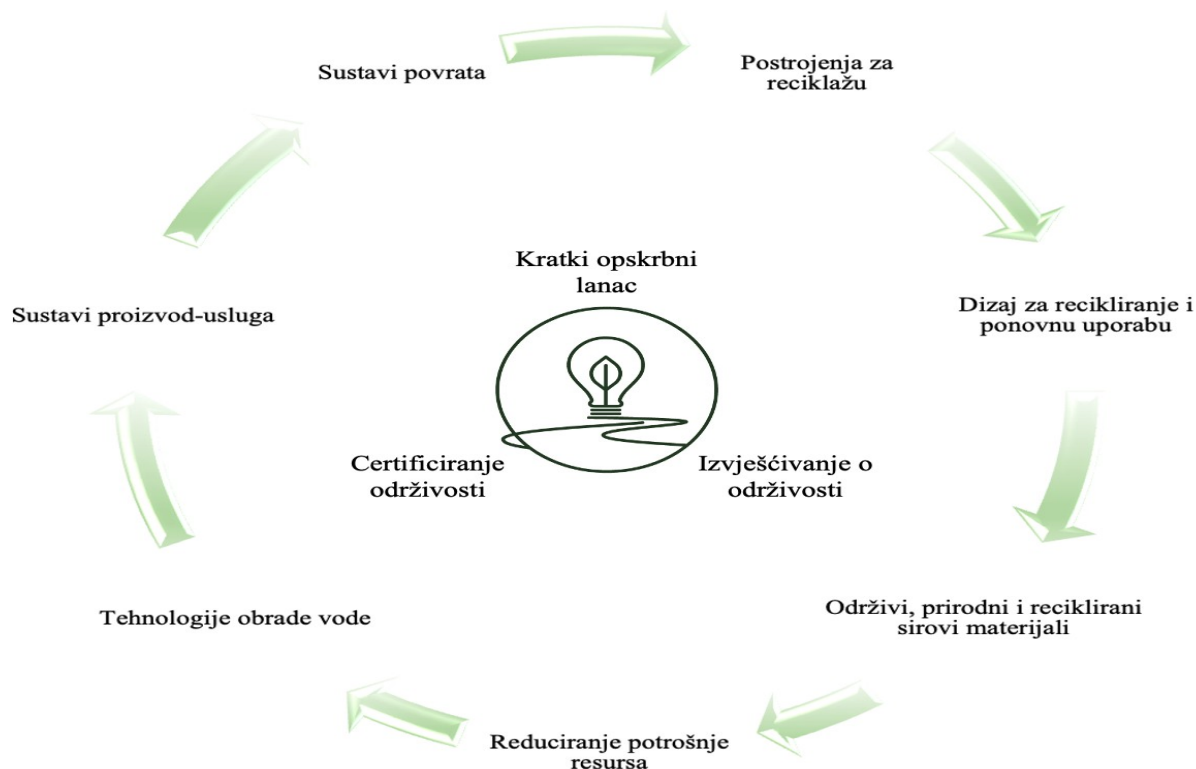 Sustavi povrata
Postrojenja za
reciklažu
Dizaj za recikliranje i
ponovnu uporabu
Održivi, prirodni i reciklirani
sirovi materijali
Reduciranje potrošnje
resursa
Tehnologije obrade vode
Sustavi proizvod-usluga
Kratki opskrbni
lanac
Certificiranje
održivosti
Izvješćivanje o
održivosti